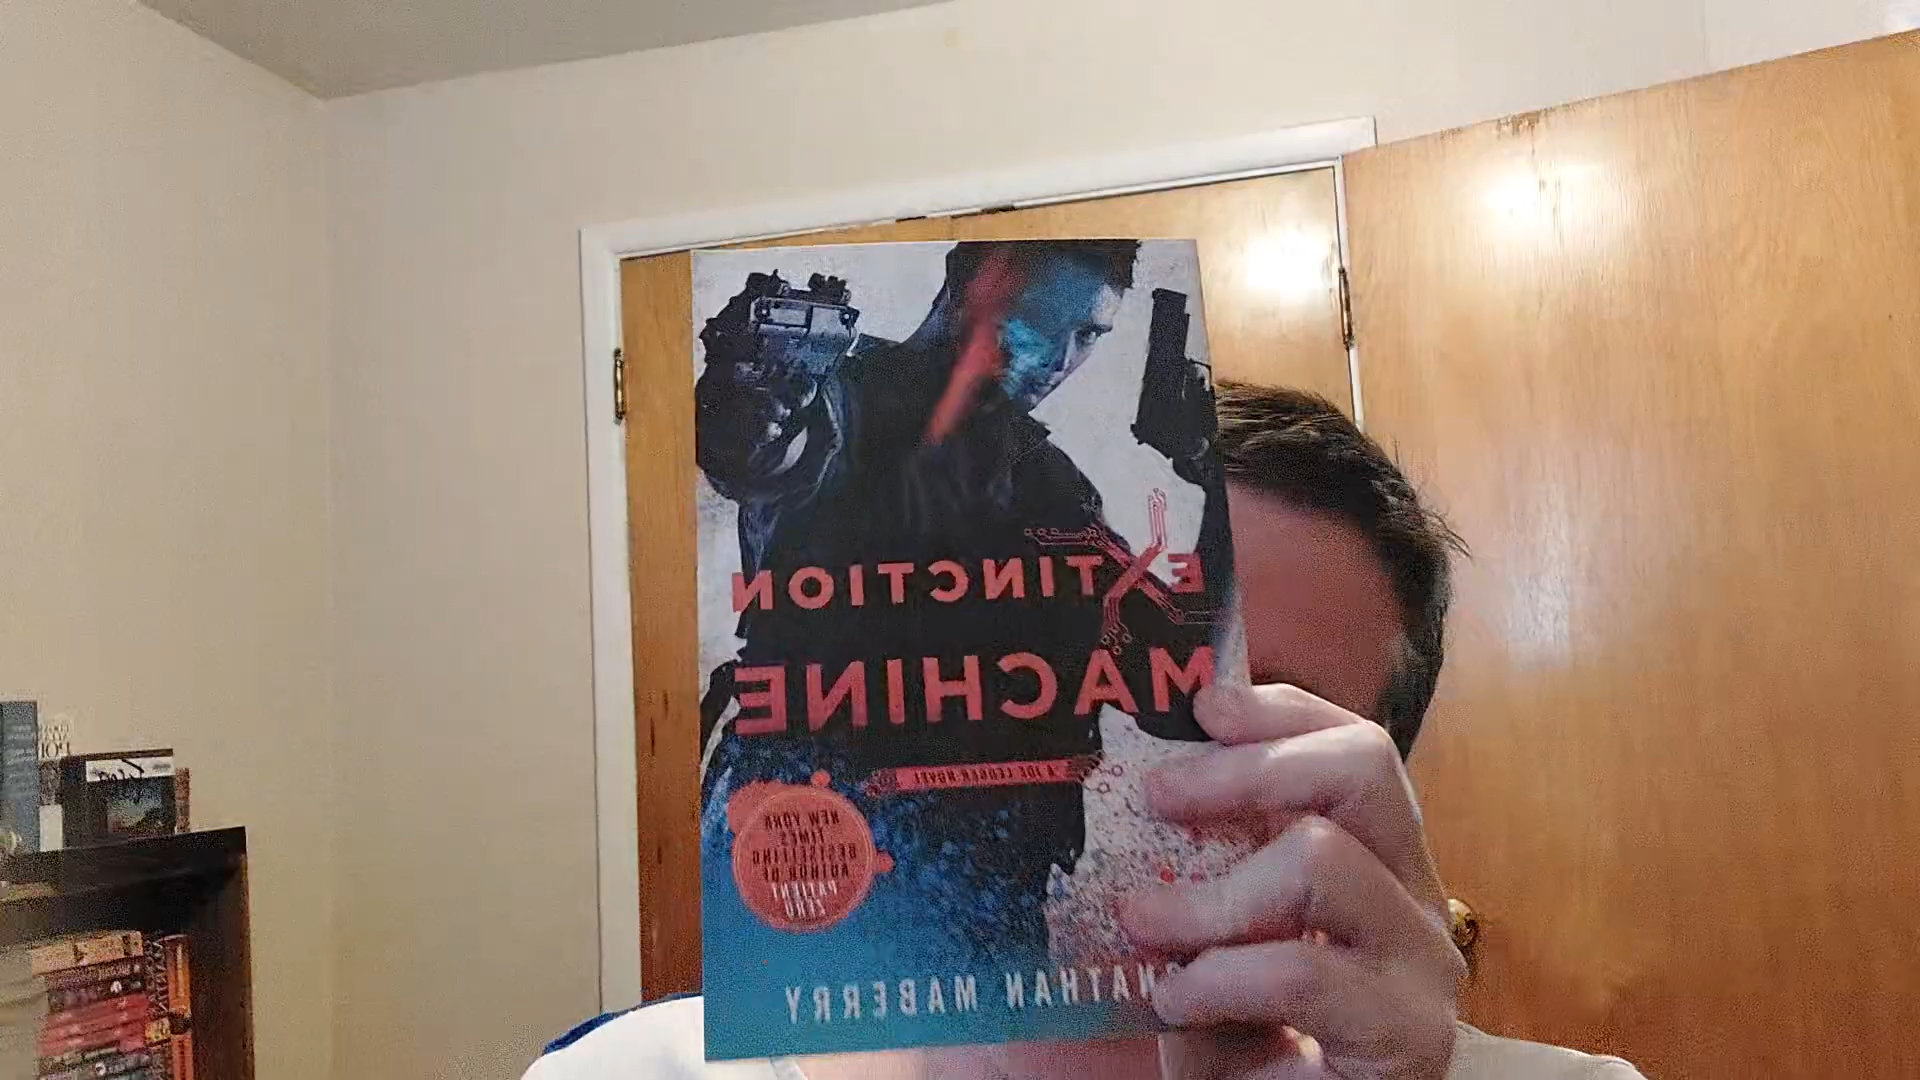 EXTINCTION
MACHINE
A JOE LEDGER NOVEL
NEW YORK
TIMES
BESTSELLING
AUTHOR OF
PATIENT
ZERO
NATHAN MABERRY